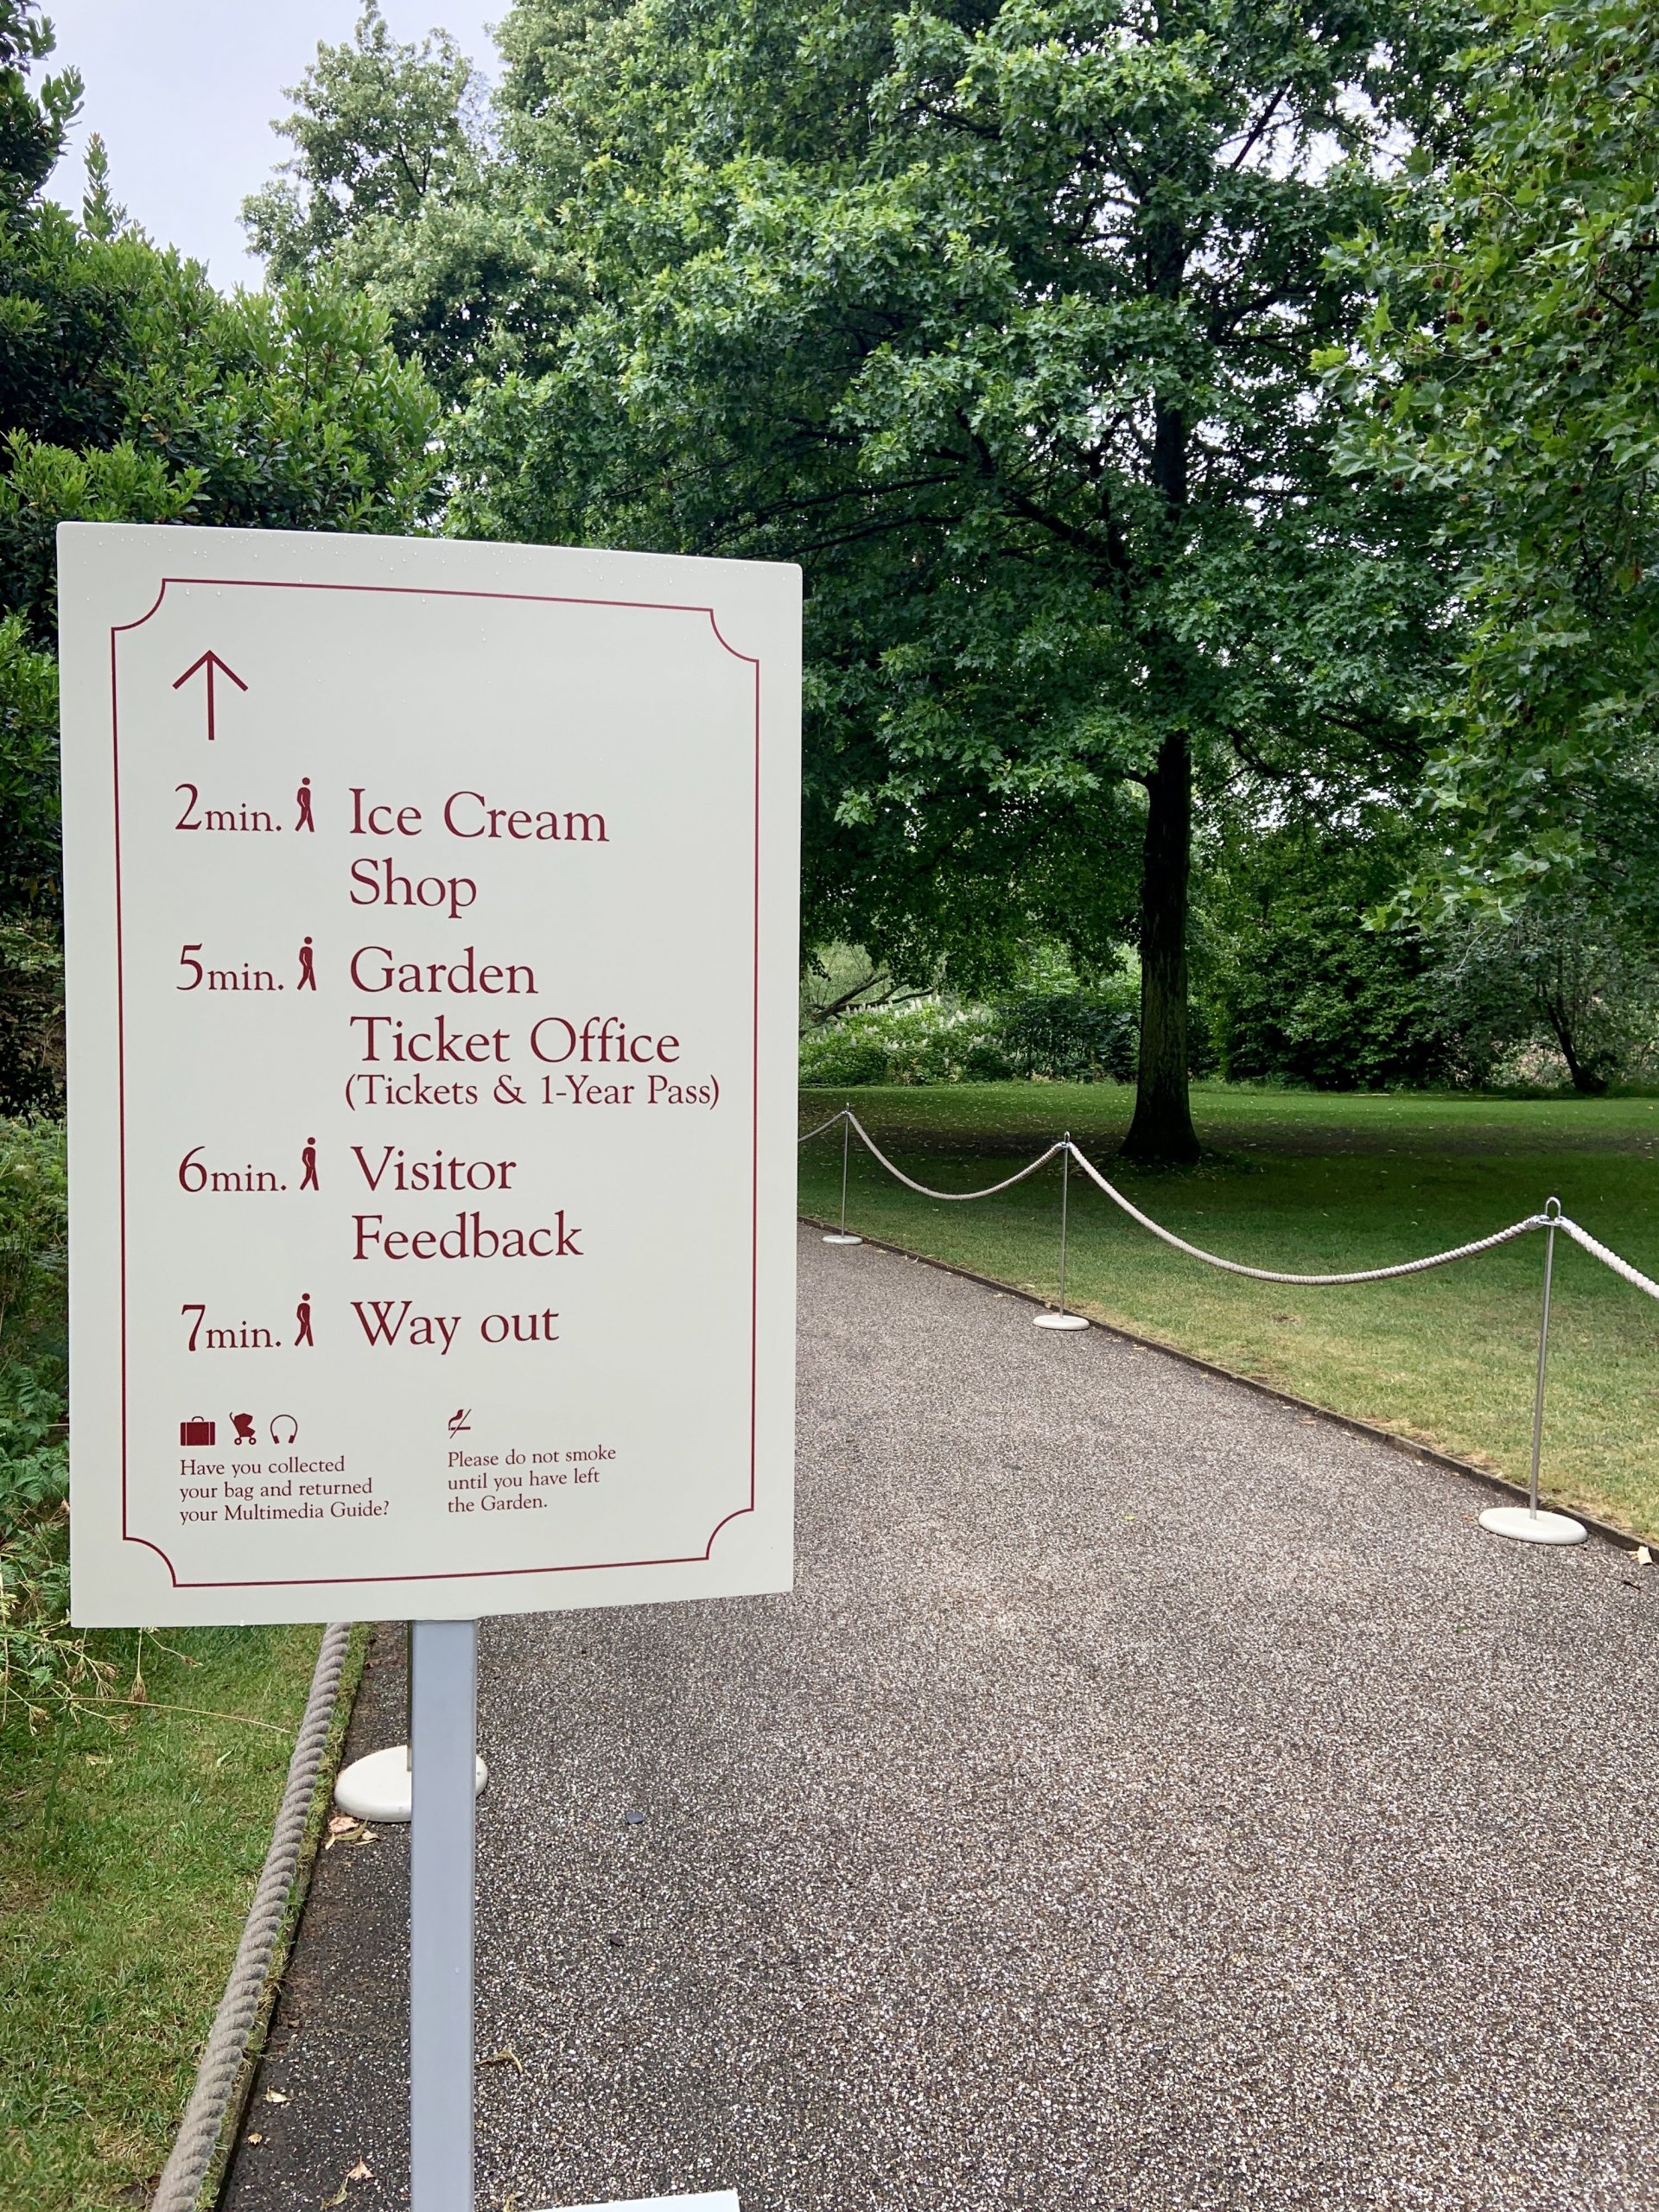 2min. Ice Cream
Shop
5min. Garden
Ticket Office
(Tickets & 1-Year Pass)
6min. Visitor
Feedback
7min. Way out
Have you collected
your bag and returned
your Multimedia Guide?
Please do not smoke
until you have left
the Garden.